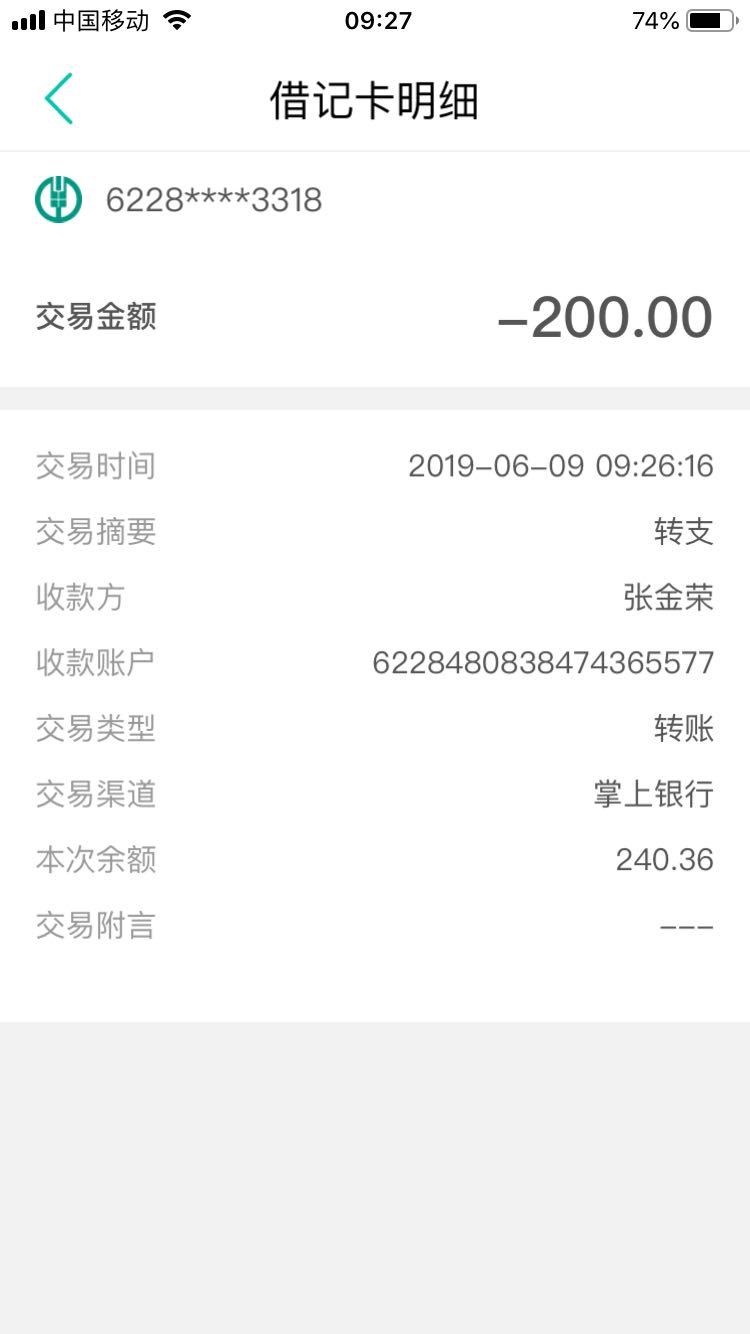 中国移动 09:27 74%
借记卡明细
6228****3318
交易金额 −200.00
交易时间 2019−06−09 09:26:16
交易摘要 转支
收款方 张金荣
收款账户 6228480838474365577
交易类型 转账
交易渠道 掌上银行
本次余额 240.36
交易附言 −−−